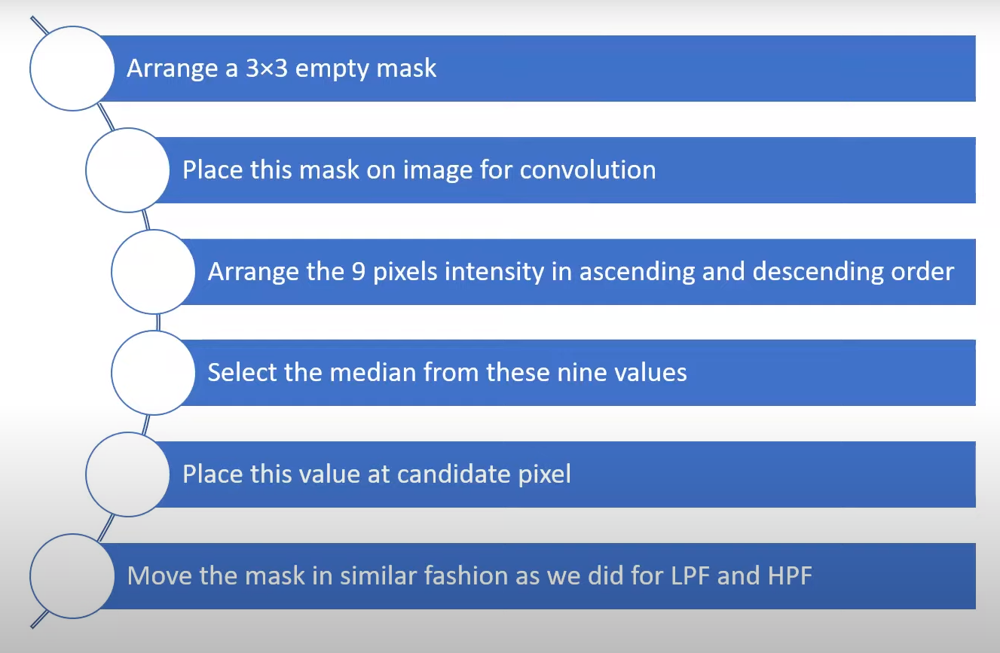 Arrange a 3×3 empty mask
Place this mask on image for convolution
Arrange the 9 pixels intensity in ascending and descending order
Select the median from these nine values
Place this value at candidate pixel
Move the mask in similar fashion as we did for LPF and HPF